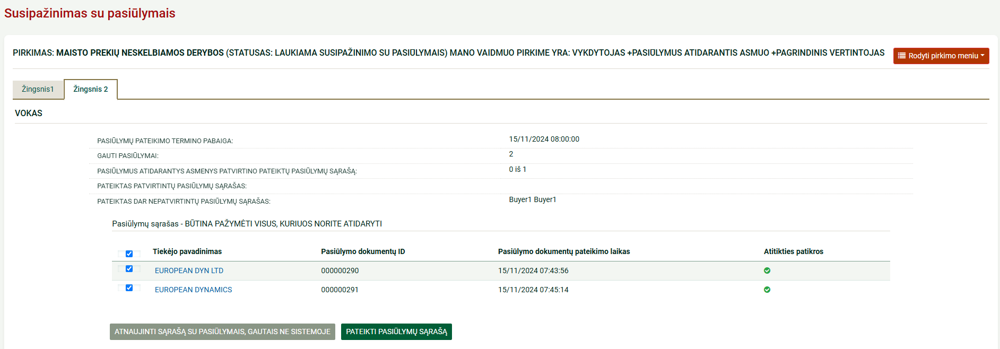 Susipažinimas su pasiūlymais
PIRKIMAS: MAISTO PREKIŲ NESKELBIAMOS DERYBOS (STATUSAS: LAUKIAMA SUSIPAŽINIMO SU PASIŪLYMAIS) MANO VAIDMUO PIRKIME YRA: VYKDYTOJAS +PASIŪLYMUS ATIDARANTIS ASMUO +PAGRINDINIS VERTINTOJAS
Rodyti pirkimo meniu
Žingsnis1 Žingsnis 2
VOKAS
PASIŪLYMŲ PATEIKIMO TERMINO PABAIGA: 15/11/2024 08:00:00
GAUTI PASIŪLYMAI: 2
PASIŪLYMUS ATIDARANTYS ASMENYS PATVIRTINO PATEIKTŲ PASIŪLYMŲ SĄRAŠĄ: 0 iš 1
PATEIKTAS PATVIRTINTŲ PASIŪLYMŲ SĄRAŠAS:
PATEIKTAS DAR NEPATVIRTINTŲ PASIŪLYMŲ SĄRAŠAS: Buyer1 Buyer1
Pasiūlymų sąrašas - BŪTINA PAŽYMĖTI VISUS, KURIUOS NORITE ATIDARYTI
Tiekėjo pavadinimas Pasiūlymo dokumentų ID Pasiūlymo dokumentų pateikimo laikas Atitikties patikros
EUROPEAN DYN LTD 000000290 15/11/2024 07:43:56
EUROPEAN DYNAMICS 000000291 15/11/2024 07:45:14
ATNAUJINTI SĄRAŠĄ SU PASIŪLYMAIS, GAUTAIS NE SISTEMOJE PATEIKTI PASIŪLYMŲ SĄRAŠĄ